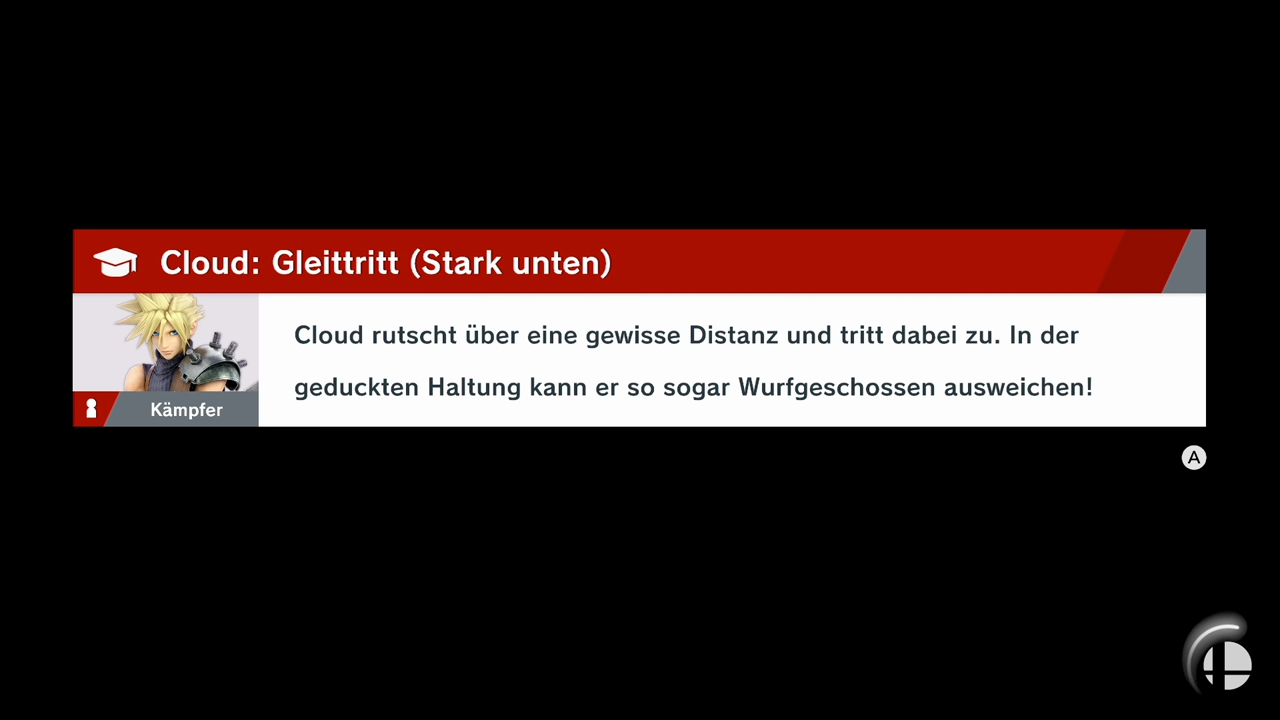 Cloud: Gleittritt (Stark unten)
Cloud rutscht über eine gewisse Distanz und tritt dabei zu. In der
geduckten Haltung kann er so sogar Wurfgeschossen ausweichen!
Kämpfer
A